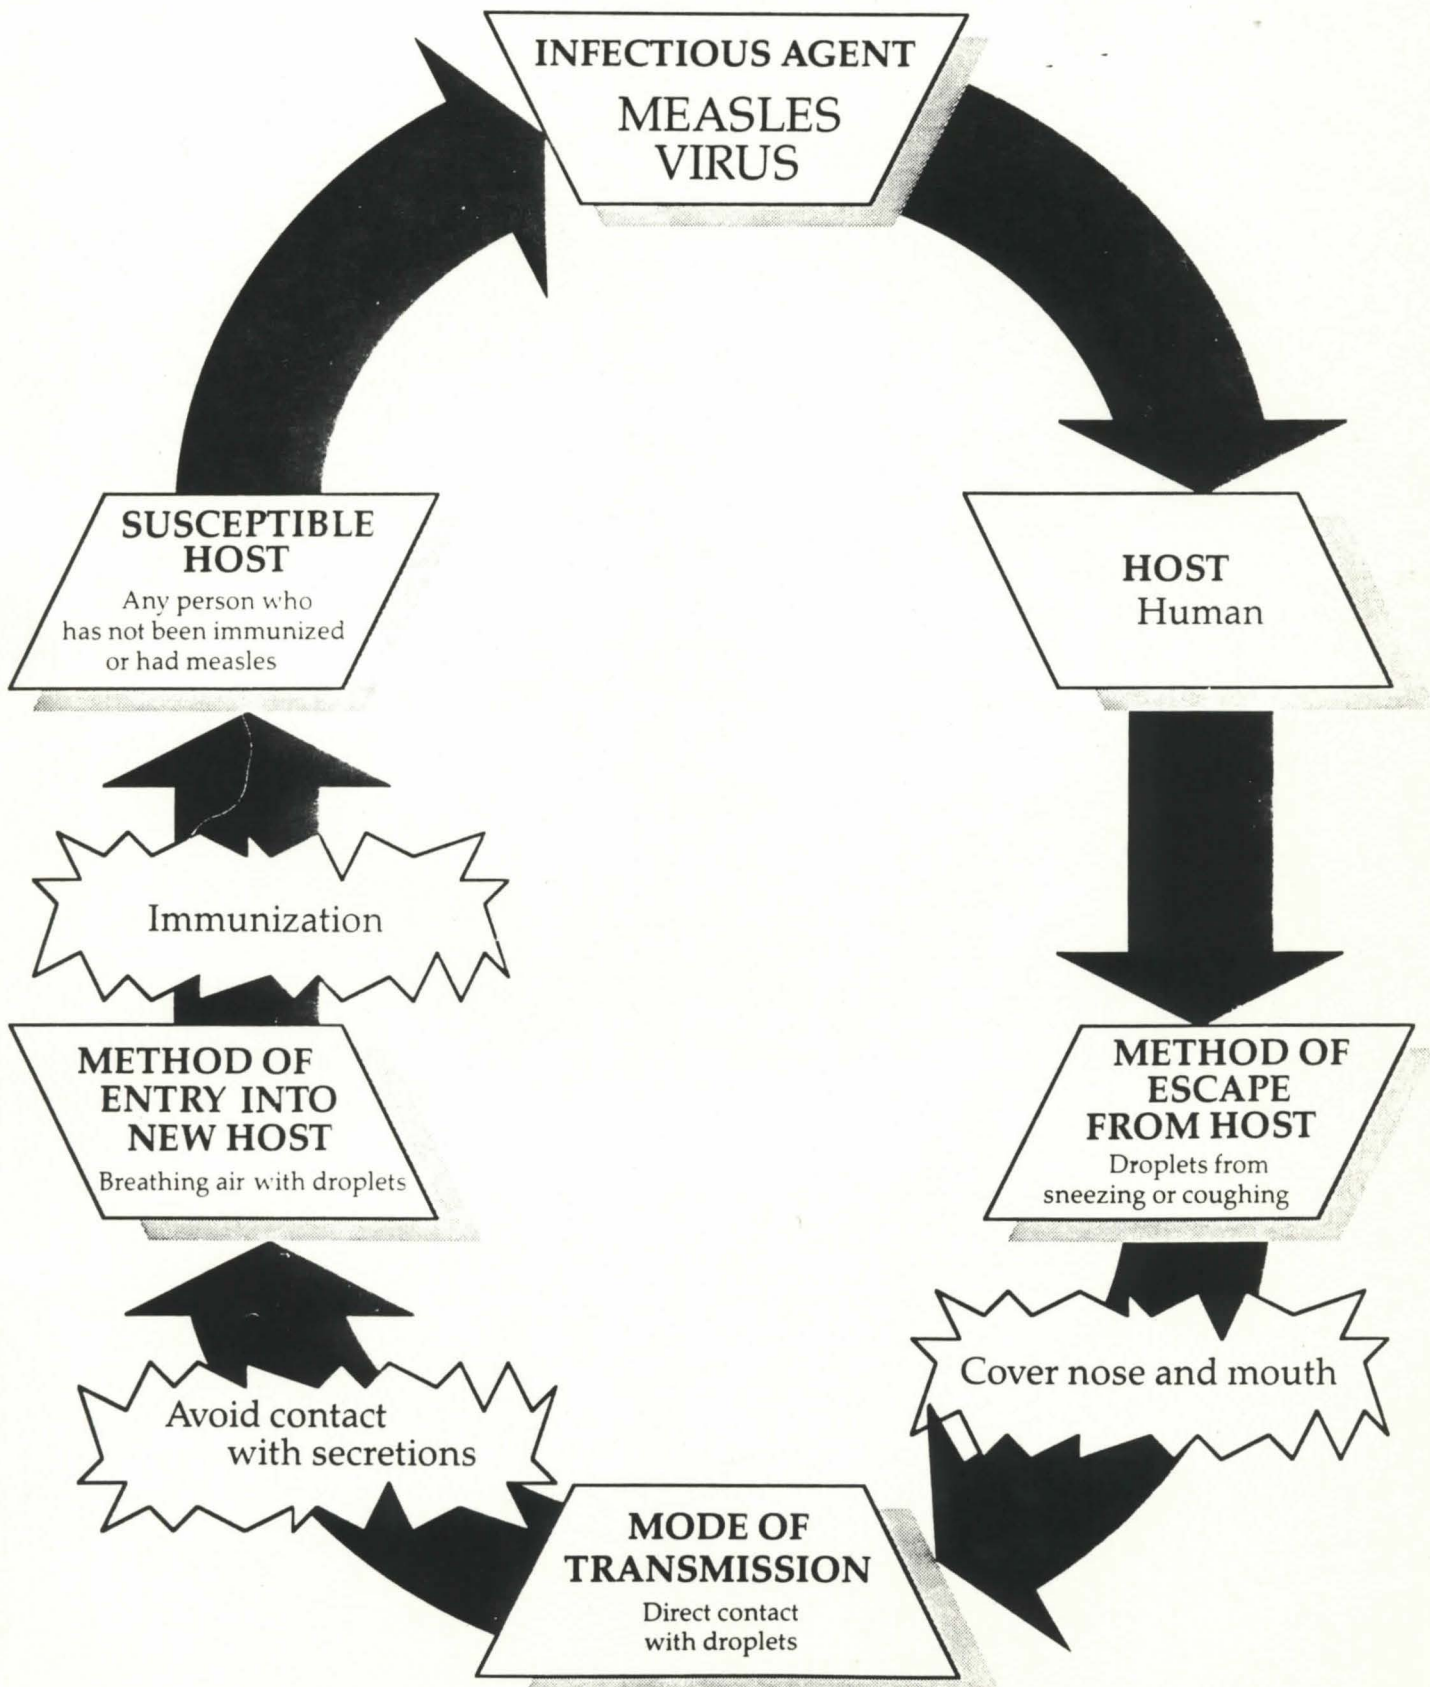 INFECTIOUS AGENT
MEASLES
VIRUS
HOST
Human
METHOD OF
ESCAPE
FROM HOST
Droplets from
sneezing or coughing
Cover nose and mouth
MODE OF
TRANSMISSION
Direct contact
with droplets
Avoid contact
with secretions
METHOD OF
ENTRY INTO
NEW HOST
Breathing air with droplets
Immunization
SUSCEPTIBLE
HOST
Any person who
has not been immunized
or had measles